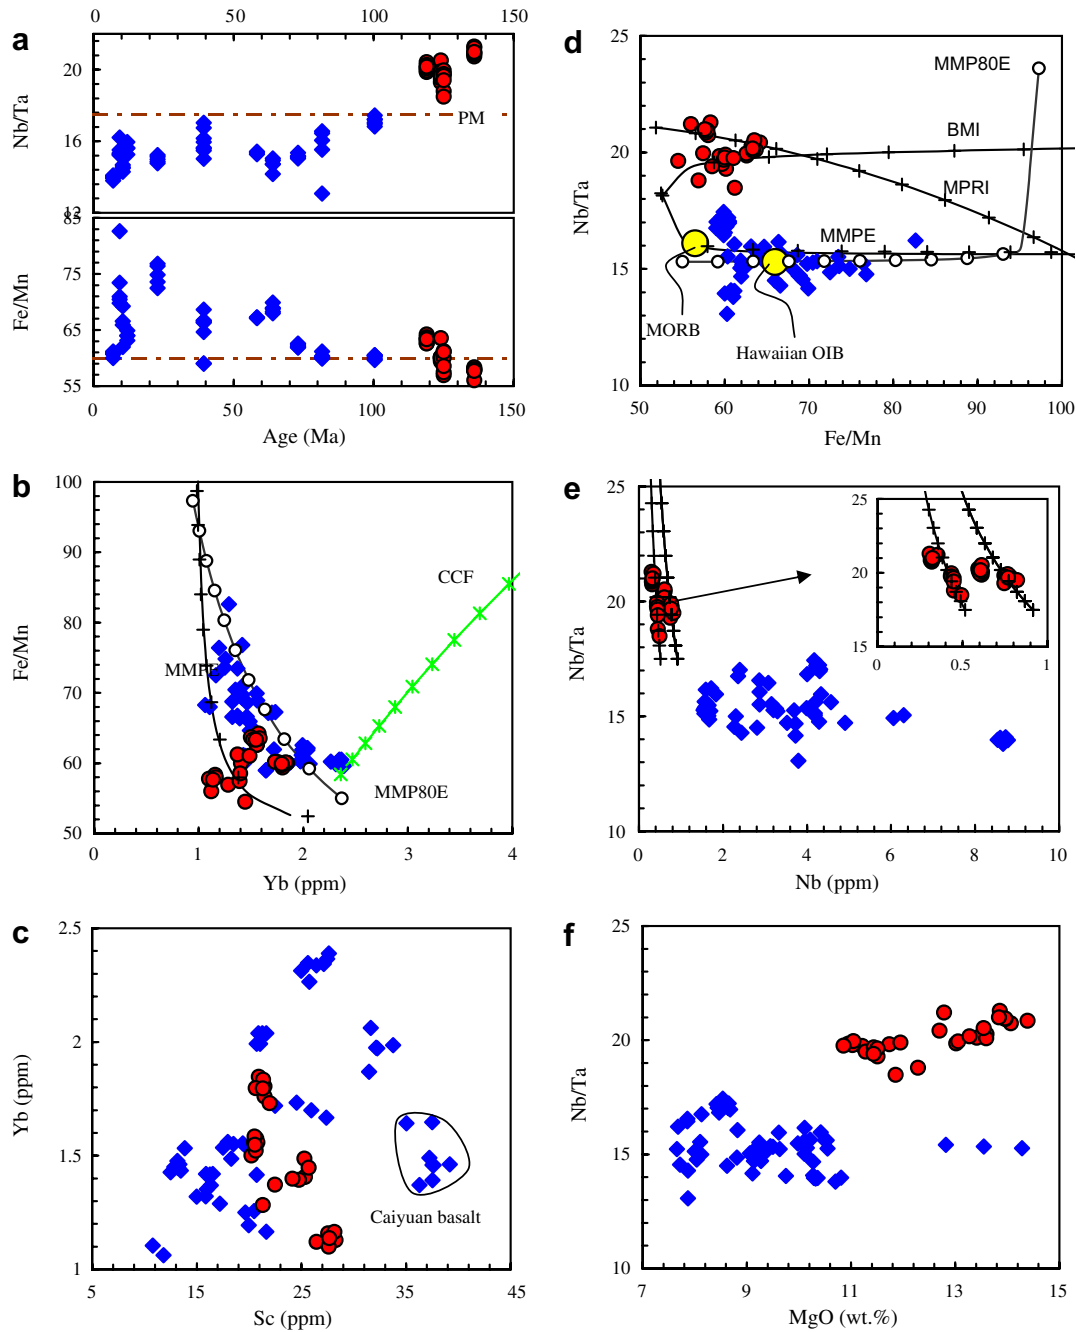 0 50 100 150
a
Nb/Ta
20
16
12
PM
85
Fe/Mn
75
65
55
0 50 100 150
Age (Ma)
d
Nb/Ta
25
20
15
10
MMP80E
BMI
MPRI
MMPE
MORB
Hawaiian OIB
50 60 70 80 90 100
Fe/Mn
b
Fe/Mn
100
90
80
70
60
50
CCF
MMPE
MMP80E
0 1 2 3 4
Yb (ppm)
e
Nb/Ta
25
20
15
10
25
20
15
0 0.5 1
0 2 4 6 8 10
Nb (ppm)
c
Yb (ppm)
2.5
2
1.5
1
Caiyuan basalt
5 15 25 35 45
Sc (ppm)
f
Nb/Ta
25
20
15
10
7 9 11 13 15
MgO (wt.%)